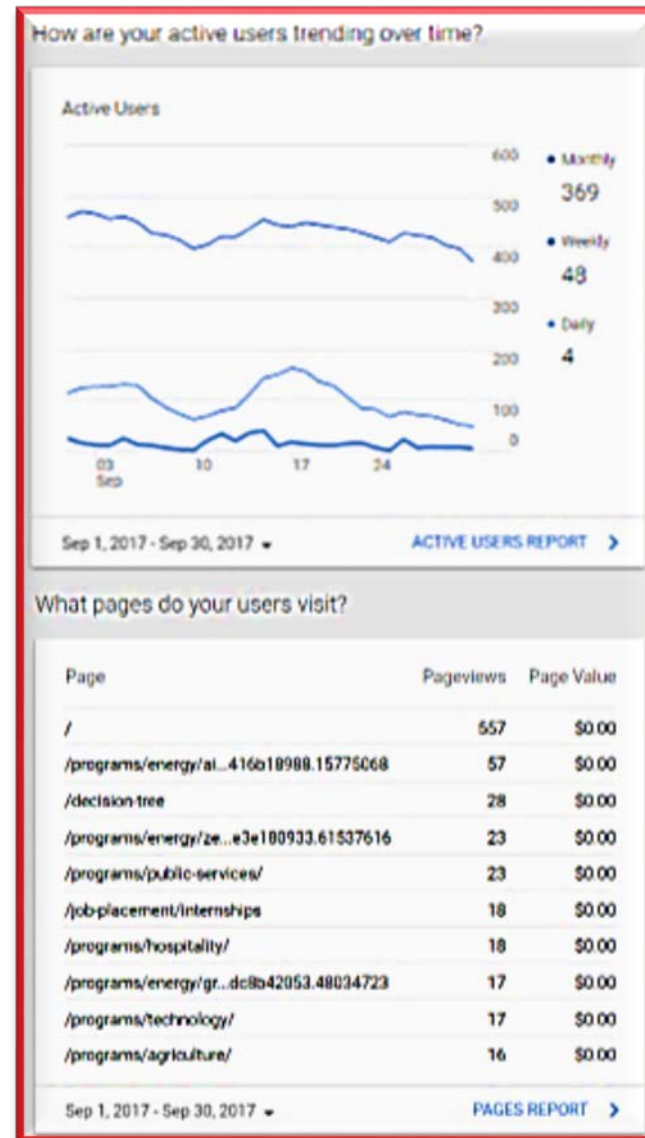 How are your active users trending over time?
Active Users
600
500
400
300
200
100
0
Monthly
369
Weekly
48
Daily
4
03 10 17 24
Sep
Sep 1, 2017 - Sep 30, 2017
ACTIVE USERS REPORT >
What pages do your users visit?
Page Pageviews Page Value
/ 557 $0.00
/programs/energy/ai...416b18988.15775068 57 $0.00
/decision-tree 28 $0.00
/programs/energy/ze...e3e180933.61537616 23 $0.00
/programs/public-services/ 23 $0.00
/job-placement/internships 18 $0.00
/programs/hospitality/ 18 $0.00
/programs/energy/gr...dc8b42053.48034723 17 $0.00
/programs/technology/ 17 $0.00
/programs/agriculture/ 16 $0.00
Sep 1, 2017 - Sep 30, 2017
PAGES REPORT >